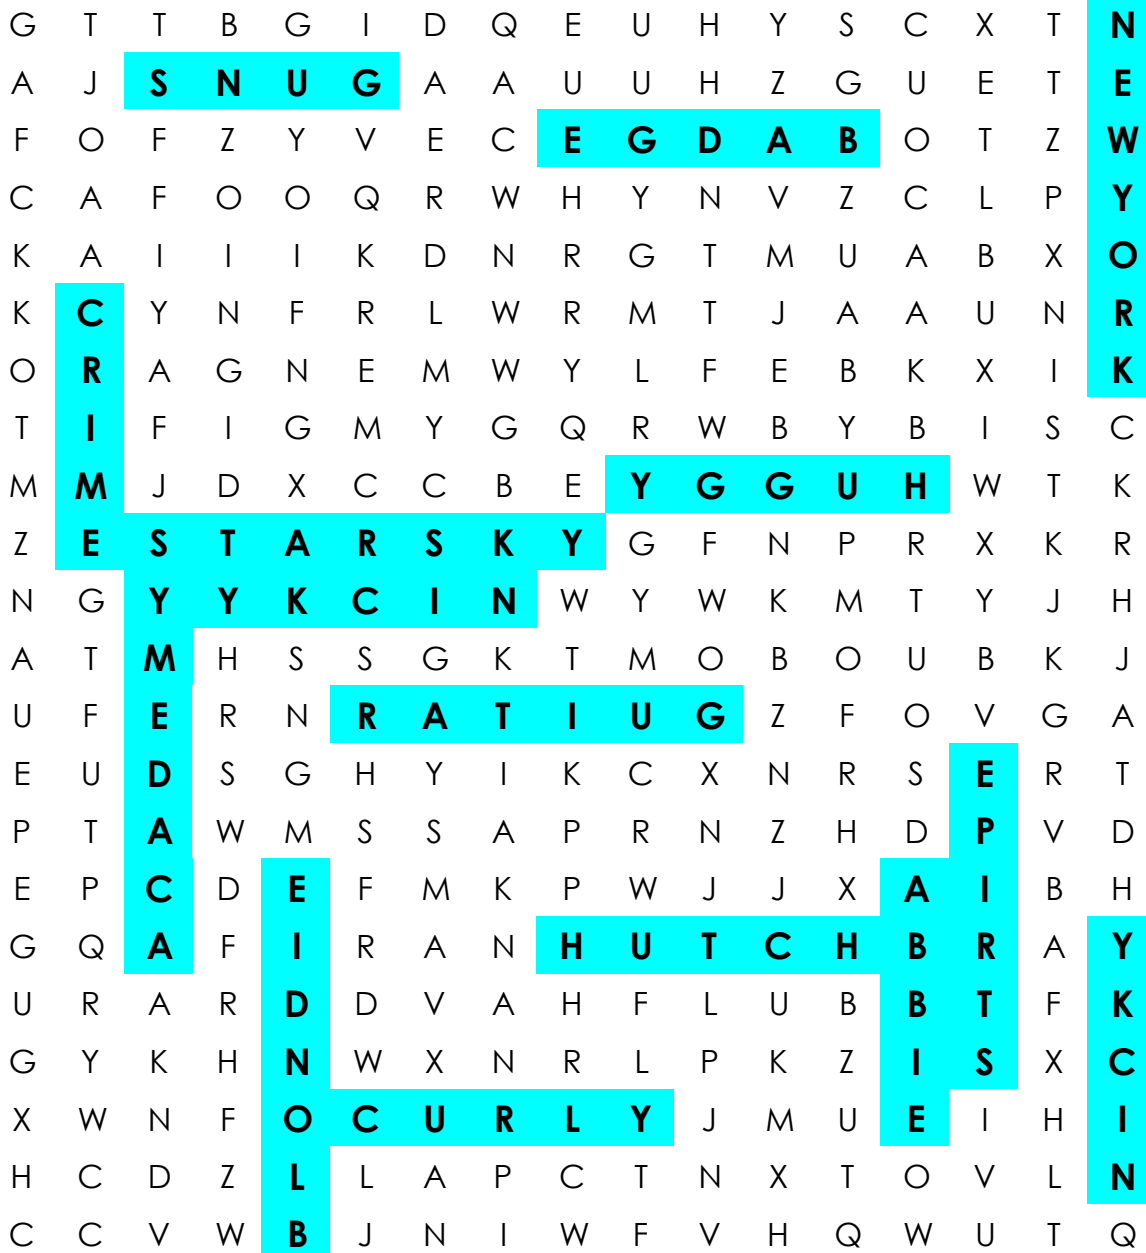 G T T B G I D Q E U H Y S C X T N
A J S N U G A A U U H Z G U E T E
F O F Z Y V E C E G D A B O T Z W
C A F O O Q R W H Y N V Z C L P Y
K A I I I K D N R G T M U A B X O
K C Y N F R L W R M T J A A U N R
O R A G N E M W Y L F E B K X I K
T I F I G M Y G Q R W B Y B I S C
M M J D X C C B E Y G G U H W T K
Z E S T A R S K Y G F N P R X K R
N G Y Y K C I N W Y W K M T Y J H
A T M H S S G K T M O B O U B K J
U F E R N R A T I U G Z F O V G A
E U D S G H Y I K C X N R S E R T
P T A W M S S A P R N Z H D P V D
E P C D E F M K P W J J X A I B H
G Q A F I R A N H U T C H B R A Y
U R A R D D V A H F L U B B T F K
G Y K H N W X N R L P K Z I S X C
X W N F O C U R L Y J M U E I H I
H C D Z L L A P C T N X T O V L N
C C V W B J N I W F V H Q W U T Q